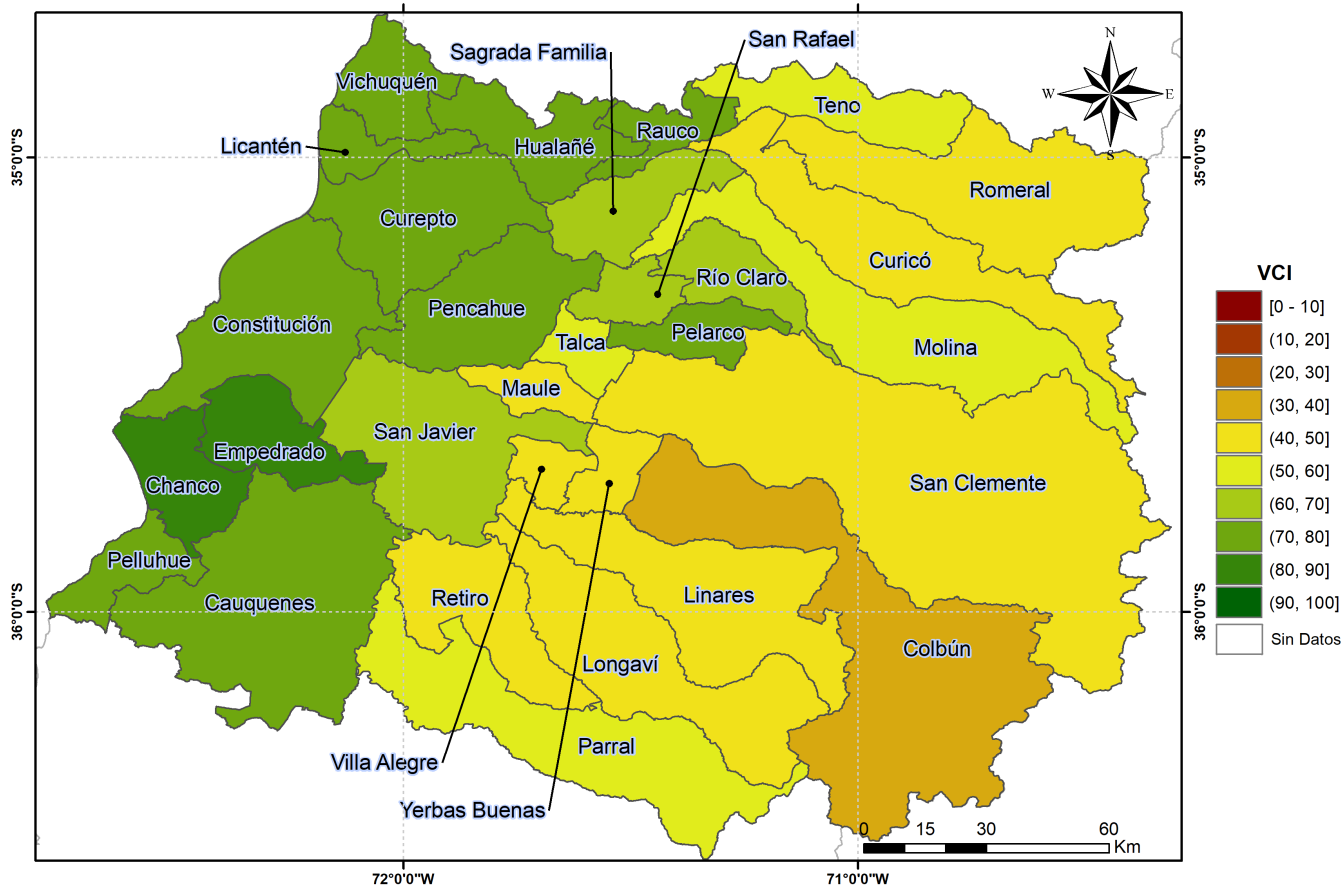 San Rafael
Sagrada Familia
N
W
E
S
Vichuquén
Teno
Rauco
Licantén
Hualañé
35°0'0"S
35°0'0"S
Romeral
Curepto
Curicó
Río Claro
VCI
Pencahue
[0 - 10]
Constitución
Pelarco
(10, 20]
Talca
Molina
(20, 30]
Maule
(30, 40]
San Javier
(40, 50]
Empedrado
(50, 60]
Chanco
San Clemente
(60, 70]
(70, 80]
Pelluhue
(80, 90]
Cauquenes
Retiro
Linares
(90, 100]
36°0'0"S
36°0'0"S
Sin Datos
Longaví
Colbún
Parral
Villa Alegre
Yerbas Buenas
0
15
30
60
Km
72°0'0"W
71°0'0"W